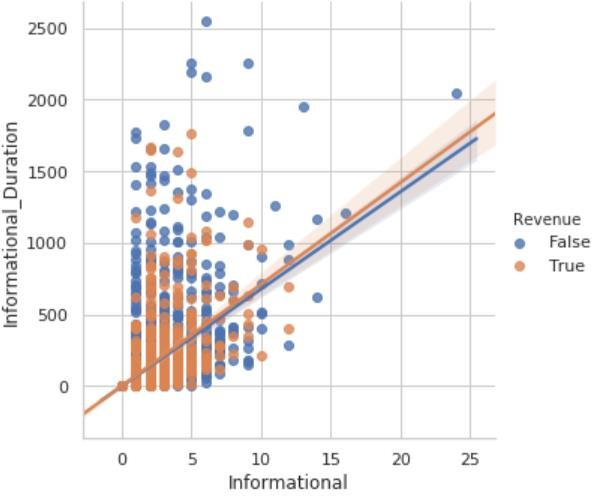 2500
2000
1500
1000
500
0
Informational_Duration
0 5 10 15 20 25
Informational
Revenue
False
True